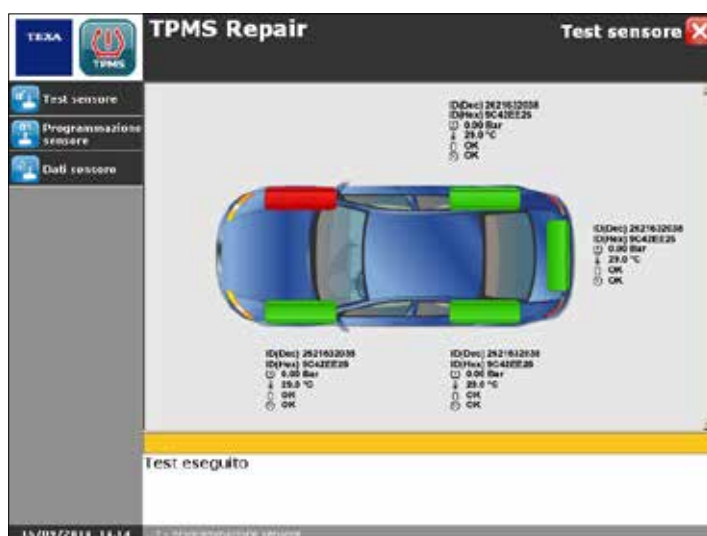 TEXA
TPMS
TPMS Repair
Test sensore
Test sensore
Programmazione
sensore
Dati sensore
ID(Dec) 2621632038
ID(Hex) 9C42EE26
0.00 Bar
29.0 °C
OK
OK
ID(Dec) 2621632038
ID(Hex) 9C42EE26
0.00 Bar
29.0 °C
OK
OK
ID(Dec) 2621632038
ID(Hex) 9C42EE26
0.00 Bar
29.0 °C
OK
OK
ID(Dec) 2621632038
ID(Hex) 9C42EE26
0.00 Bar
29.0 °C
OK
OK
Test eseguito